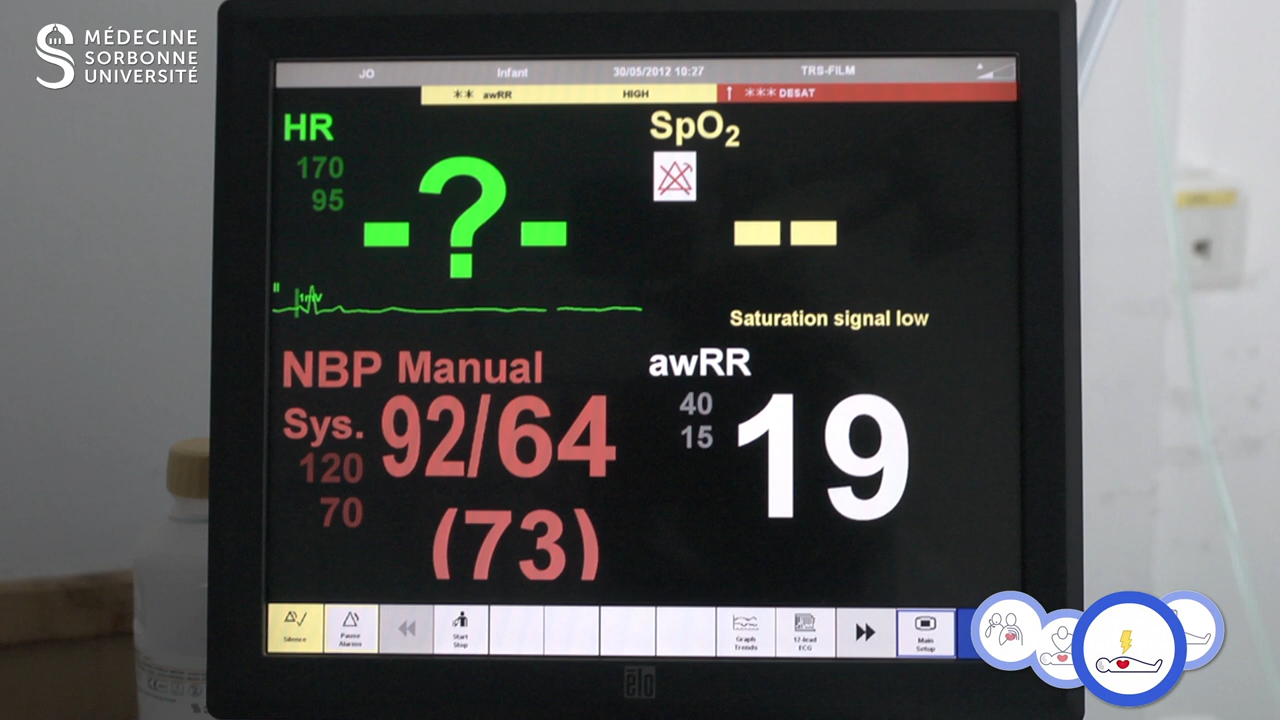 MÉDECINE
SORBONNE
UNIVERSITÉ
JO Infant 30/05/2012 10:27 TRS-FILM
** awRR HIGH *** DESAT
HR
170
95
-?-
SpO2
--
II
1mV
Saturation signal low
NBP Manual
Sys. 92/64
120
70
(73)
awRR
40
15
19
Silence
Pause Alarms
Start Stop
Graph Trends
12-lead ECG
Main Setup
elo